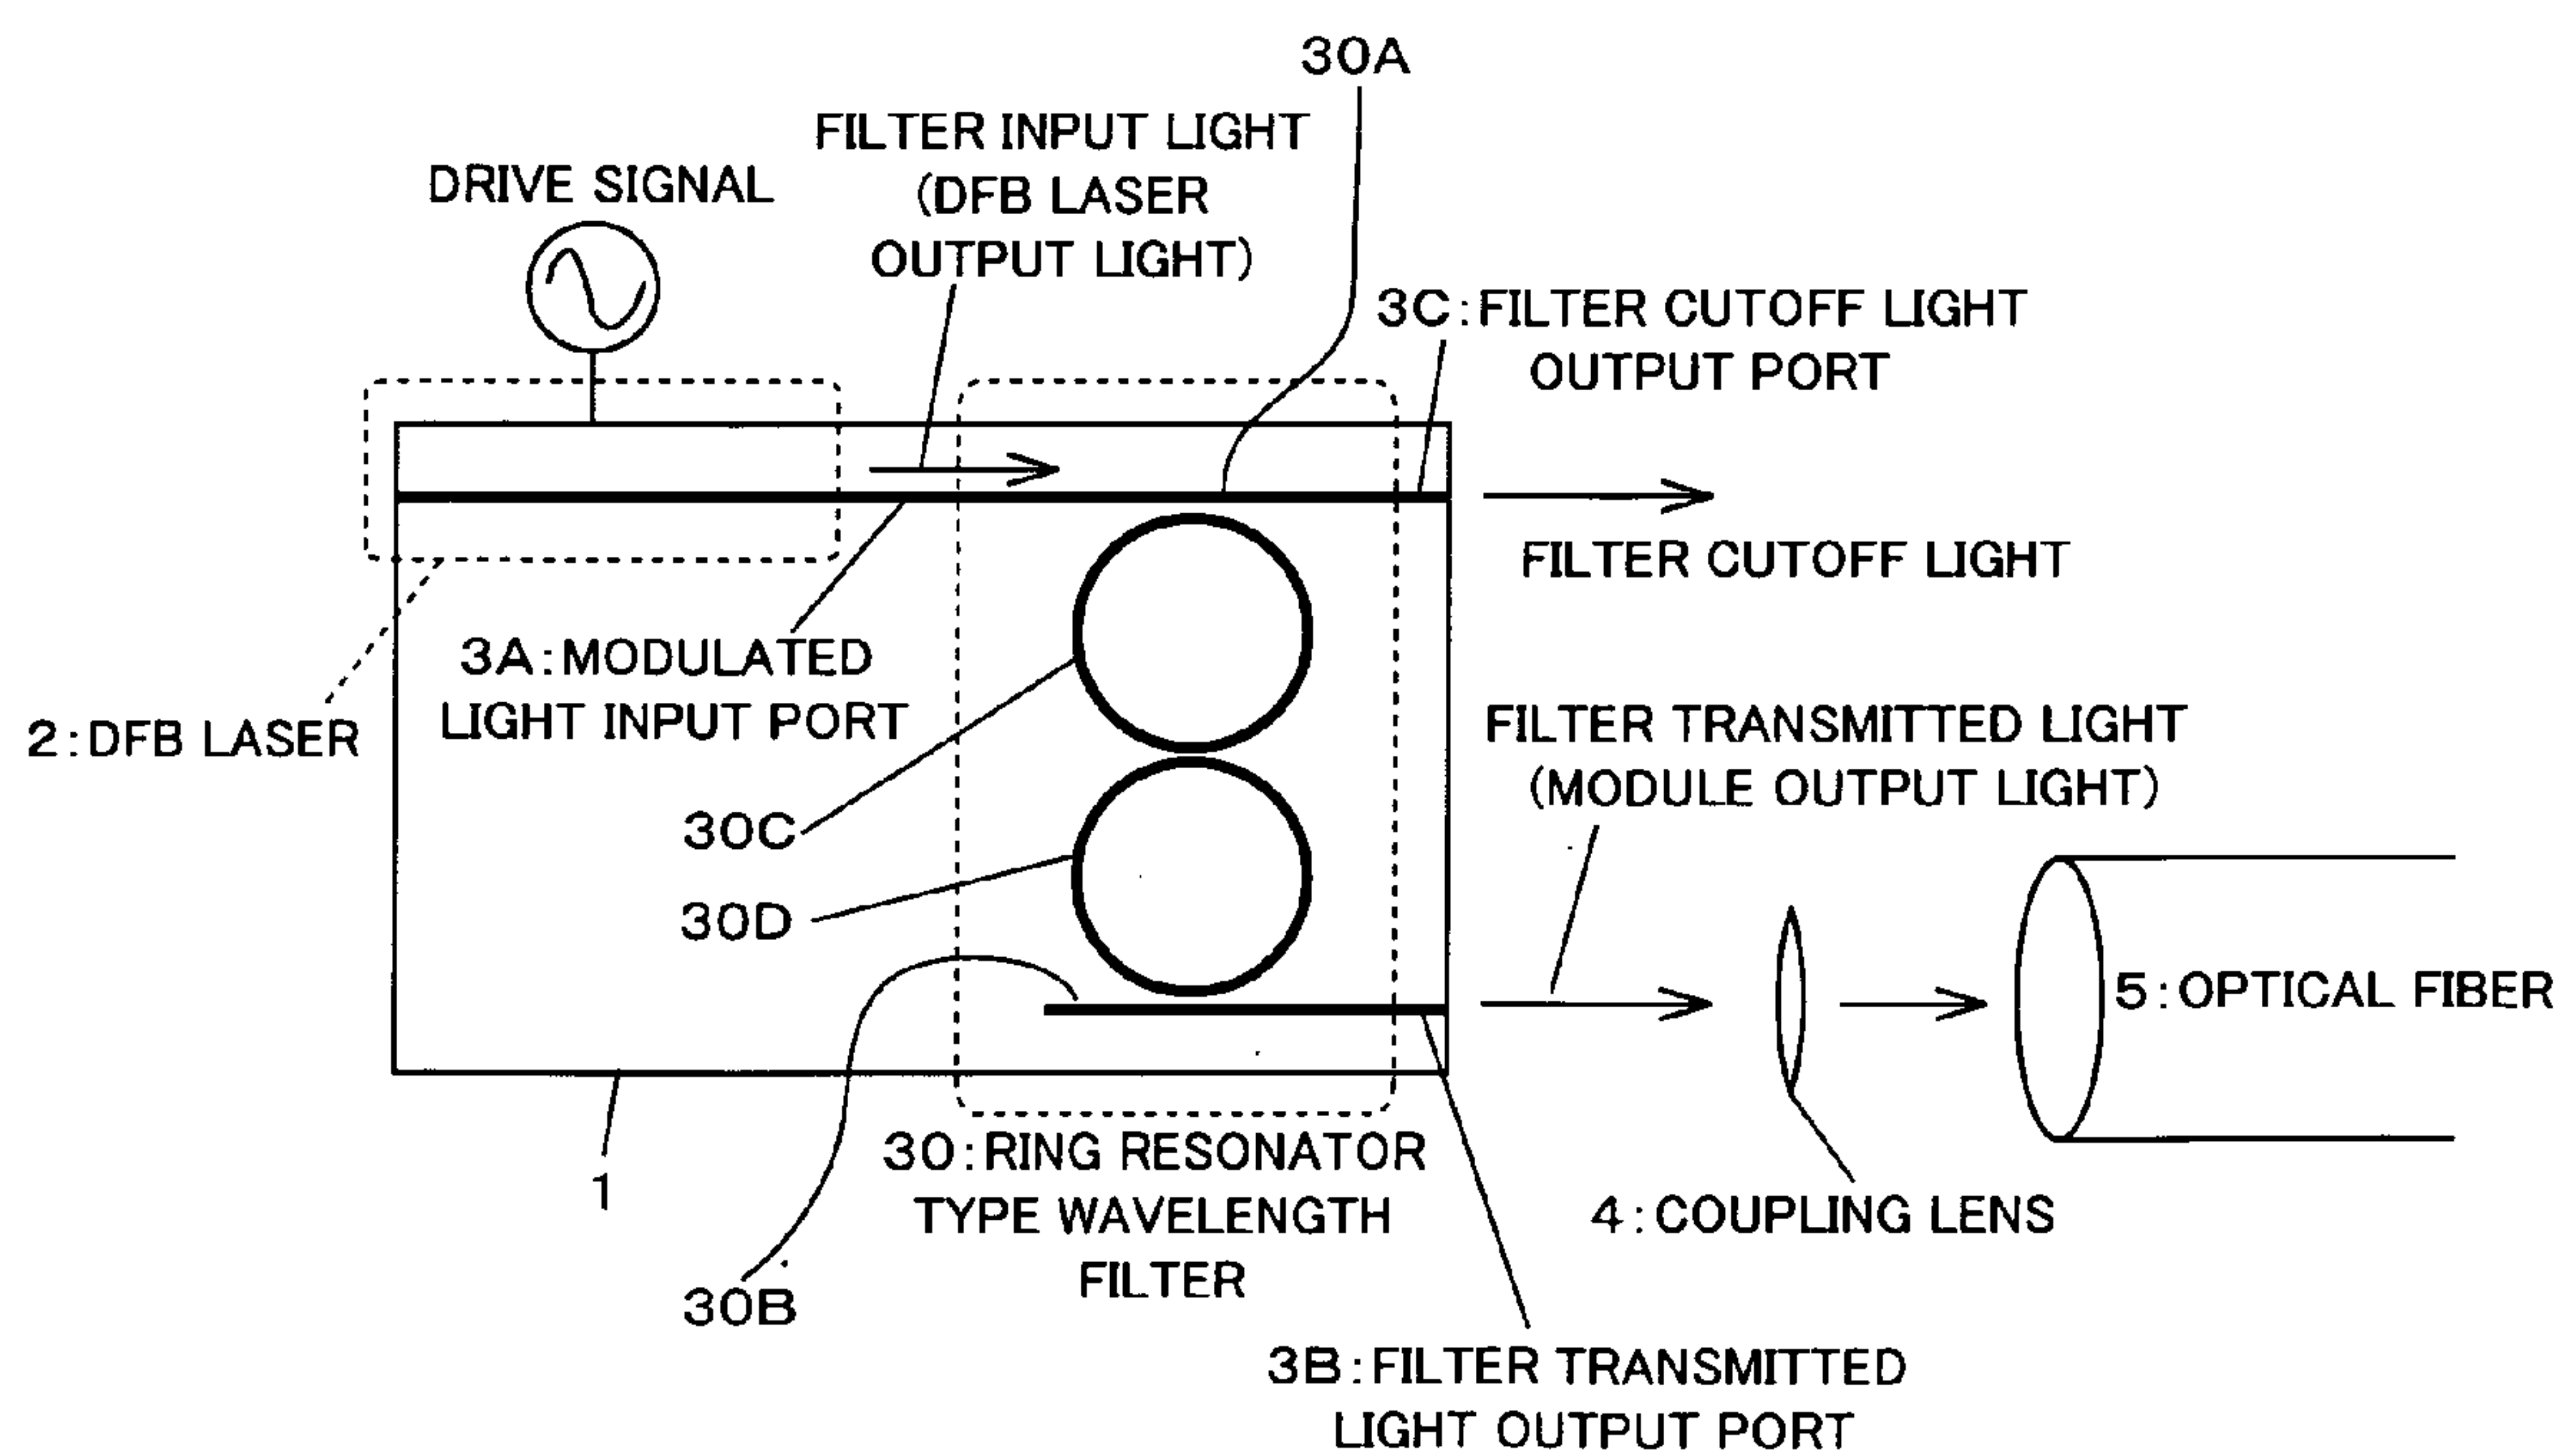 30A
FILTER INPUT LIGHT
(DFB LASER
OUTPUT LIGHT)
DRIVE SIGNAL
3C:FILTER CUTOFF LIGHT
OUTPUT PORT
FILTER CUTOFF LIGHT
3A:MODULATED
LIGHT INPUT PORT
2:DFB LASER
FILTER TRANSMITTED LIGHT
(MODULE OUTPUT LIGHT)
30C
30D
5:OPTICAL FIBER
30:RING RESONATOR
TYPE WAVELENGTH
FILTER
1
4:COUPLING LENS
30B
3B:FILTER TRANSMITTED
LIGHT OUTPUT PORT